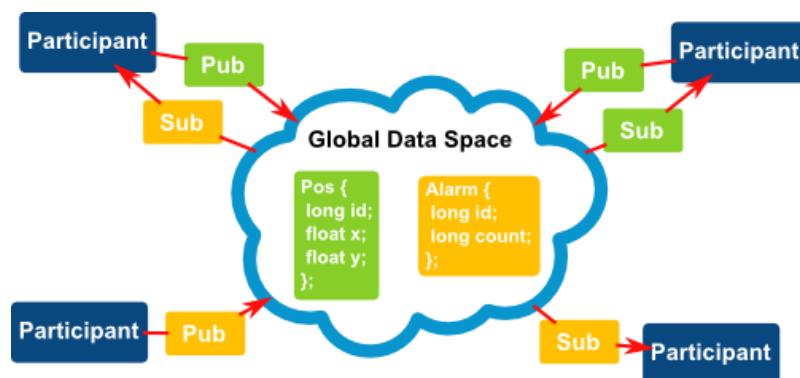 Participant
Pub
Sub
Participant
Pub
Sub
Global Data Space
Pos {
long id;
float x;
float y;
};
Alarm {
long id;
long count;
};
Participant
Pub
Sub
Participant